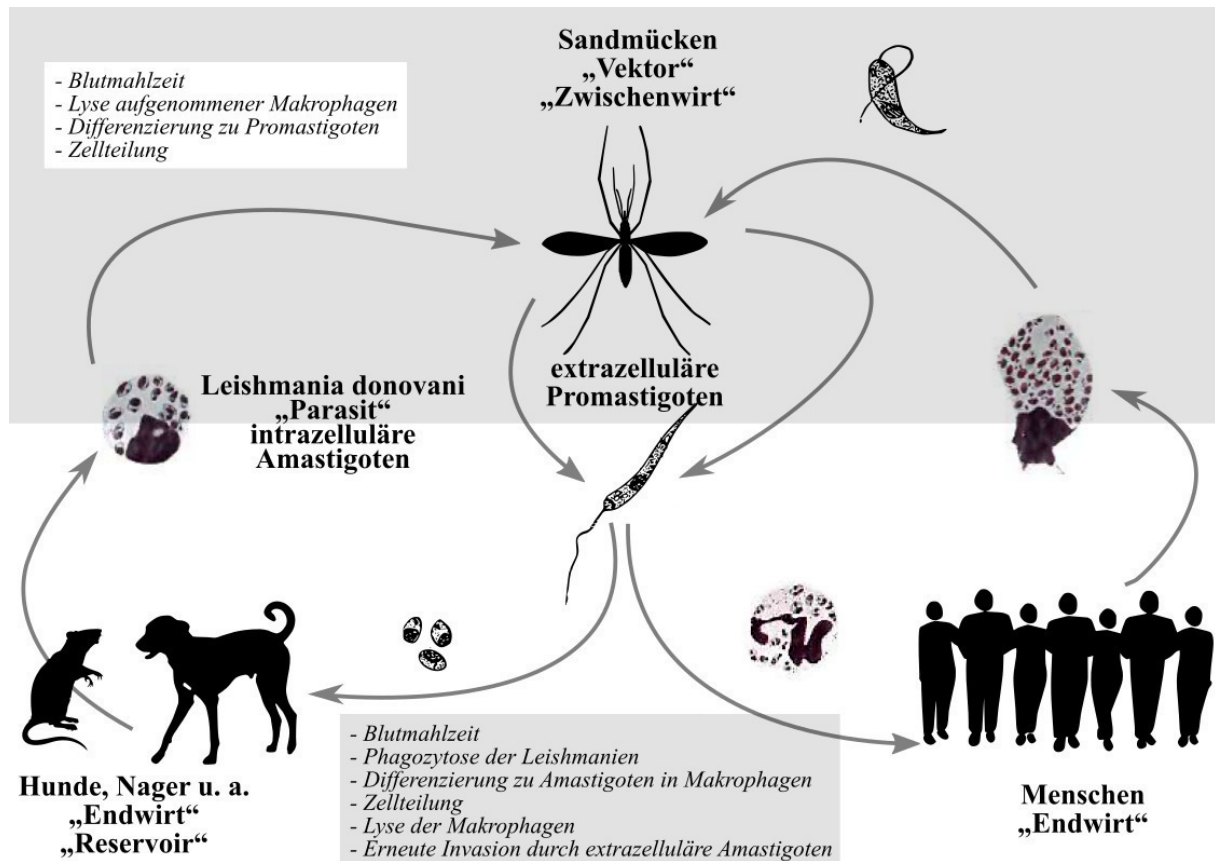 Sandmücken
„Vektor“
„Zwischenwirt“
- Blutmahlzeit
- Lyse aufgenommener Makrophagen
- Differenzierung zu Promastigoten
- Zellteilung
extrazelluläre
Promastigoten
Leishmania donovani
„Parasit“
intrazelluläre
Amastigoten
Hunde, Nager u. a.
„Endwirt“
„Reservoir“
- Blutmahlzeit
- Phagozytose der Leishmanien
- Differenzierung zu Amastigoten in Makrophagen
- Zellteilung
- Lyse der Makrophagen
- Erneute Invasion durch extrazelluläre Amastigoten
Menschen
„Endwirt“